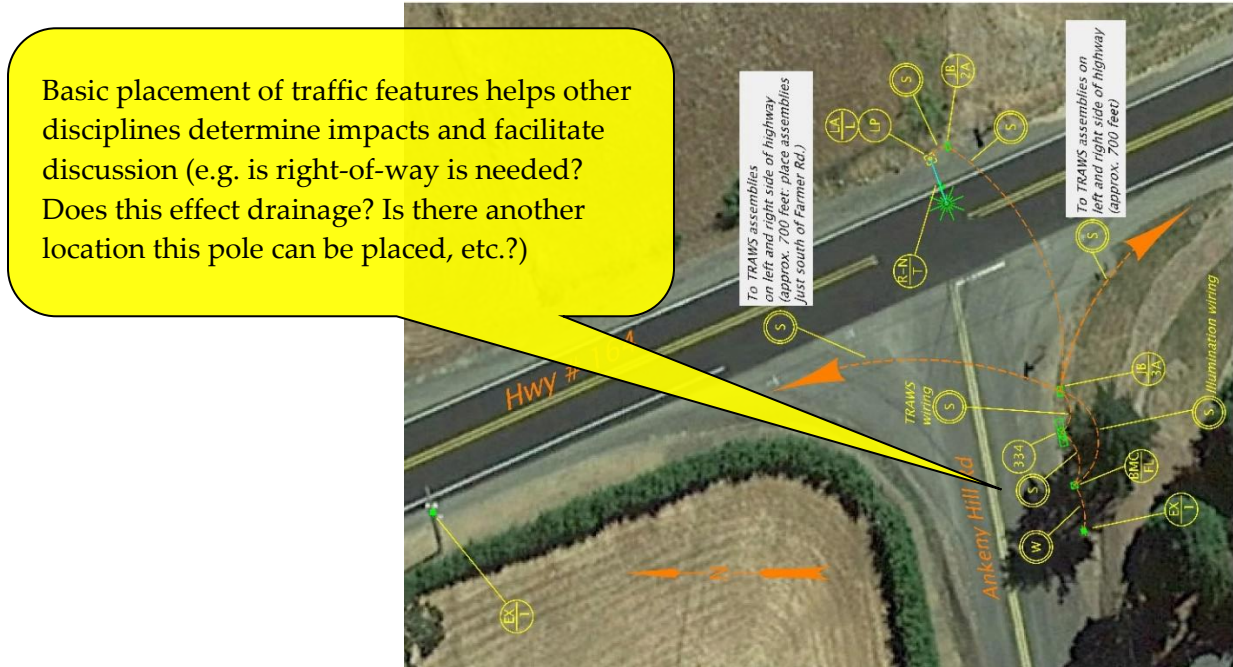 Basic placement of traffic features helps other
disciplines determine impacts and facilitate
discussion (e.g. is right-of-way is needed?
Does this effect drainage? Is there another
location this pole can be placed, etc.?)
To TRAWS assemblies
on left and right side of highway
(approx. 700 feet: place assemblies
just south of Farmer Rd.)
S
S
JB
2A
LA
L
LP
S
R-N
T
To TRAWS assemblies on
left and right side of highway
(approx. 700 feet)
S
Hwy # 164
S
TRAWS
wiring
S
JB
3A
Illumination wiring
S
334
S
BMC
FL
EX
1
W
Ankeny Hill Rd
N
EX
1